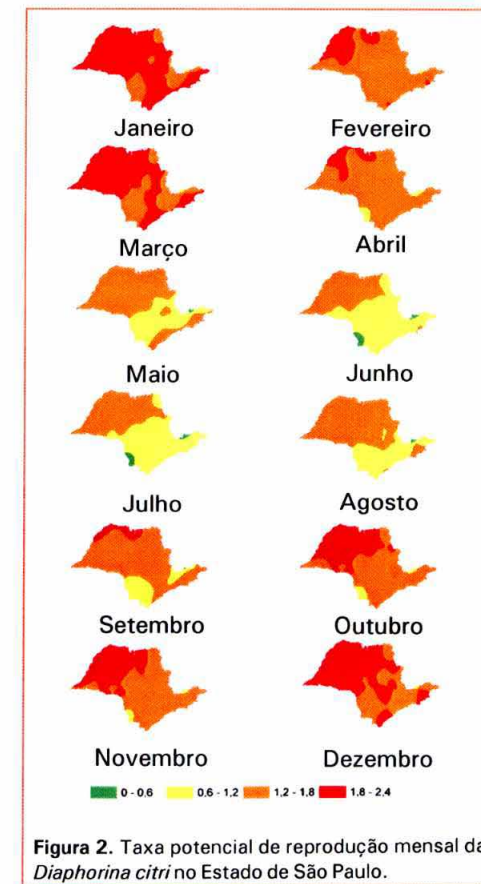 Janeiro Fevereiro
Março Abril
Maio Junho
Julho Agosto
Setembro Outubro
Novembro Dezembro
0 - 0.6 0.6 - 1,2 1,2 - 1,8 1,8 - 2.4
Figura 2. Taxa potencial de reprodução mensal da
Diaphorina citri no Estado de São Paulo.